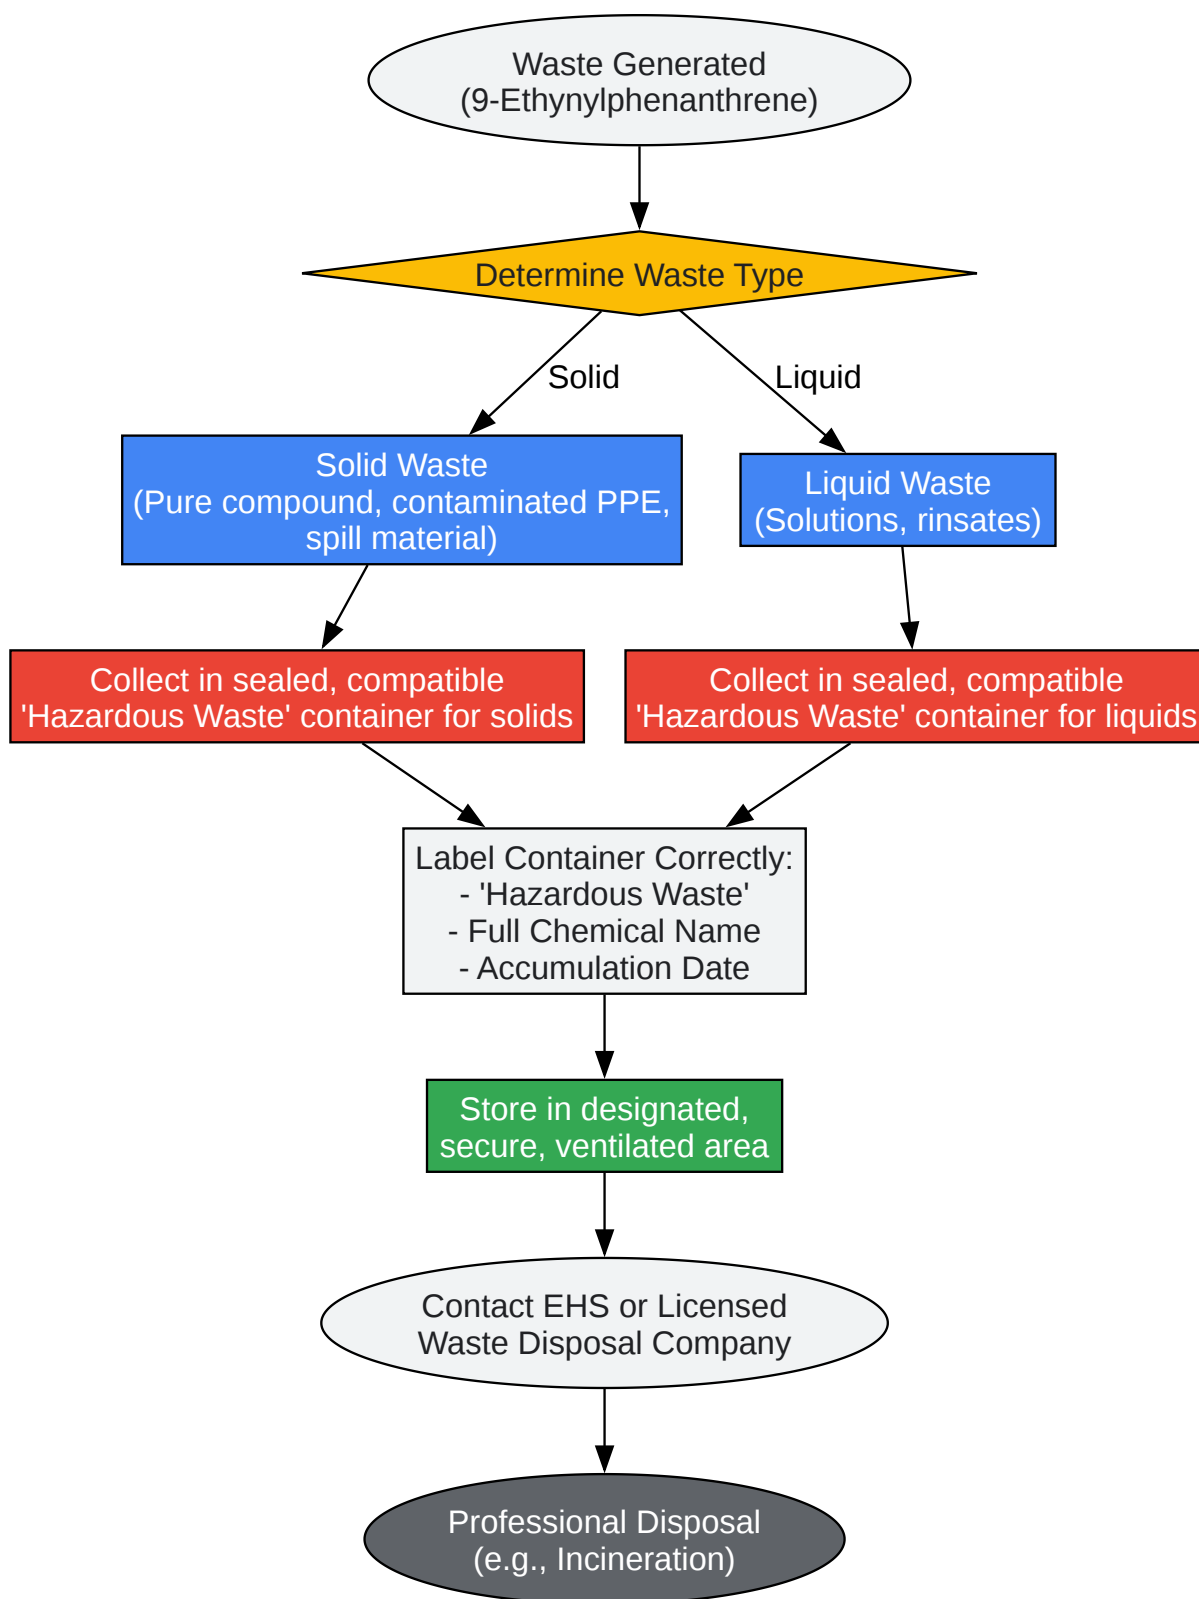 Waste Generated
(9-Ethynylphenanthrene)
Determine Waste Type
Solid
Liquid
Solid Waste
(Pure compound, contaminated PPE,
spill material)
Liquid Waste
(Solutions, rinsates)
Collect in sealed, compatible
'Hazardous Waste' container for solids
Collect in sealed, compatible
'Hazardous Waste' container for liquids
Label Container Correctly:
- 'Hazardous Waste'
- Full Chemical Name
- Accumulation Date
Store in designated,
secure, ventilated area
Contact EHS or Licensed
Waste Disposal Company
Professional Disposal
(e.g., Incineration)